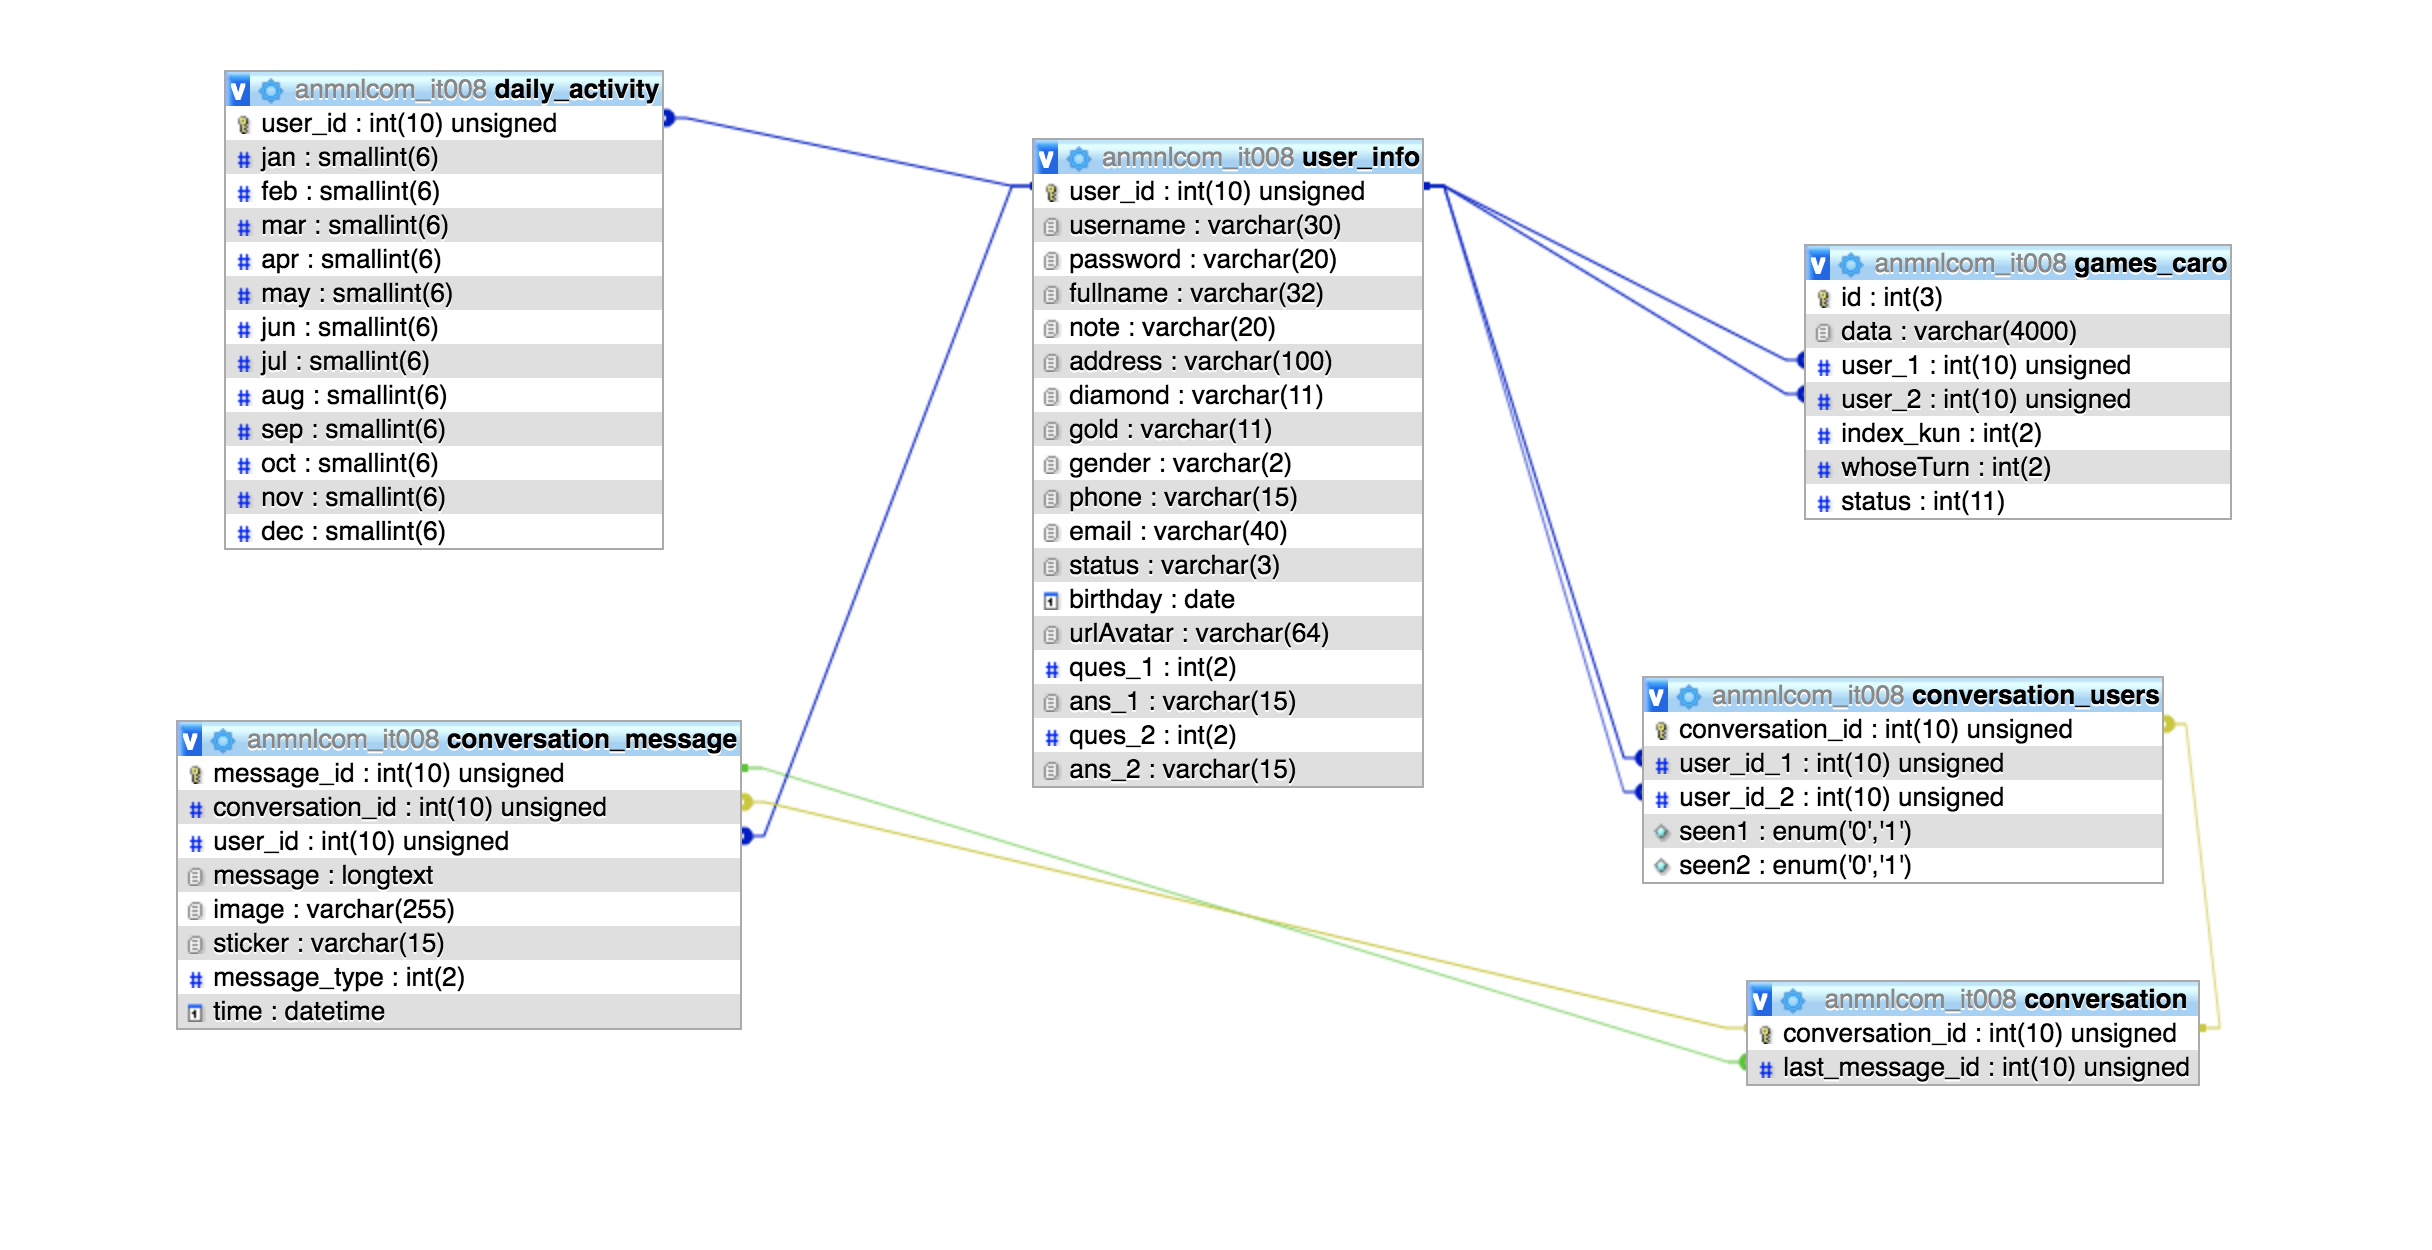 v anmnlcom_it008 daily_activity
user_id : int(10) unsigned
jan : smallint(6)
feb : smallint(6)
mar : smallint(6)
apr : smallint(6)
may : smallint(6)
jun : smallint(6)
jul : smallint(6)
aug : smallint(6)
sep : smallint(6)
oct : smallint(6)
nov : smallint(6)
dec : smallint(6)
v anmnlcom_it008 user_info
user_id : int(10) unsigned
username : varchar(30)
password : varchar(20)
fullname : varchar(32)
note : varchar(20)
address : varchar(100)
diamond : varchar(11)
gold : varchar(11)
gender : varchar(2)
phone : varchar(15)
email : varchar(40)
status : varchar(3)
birthday : date
urlAvatar : varchar(64)
# ques_1 : int(2)
ans_1 : varchar(15)
# ques_2 : int(2)
ans_2 : varchar(15)
v anmnlcom_it008 games_caro
id : int(3)
data : varchar(4000)
# user_1 : int(10) unsigned
# user_2 : int(10) unsigned
# index_kun : int(2)
# whoseTurn : int(2)
# status : int(11)
v anmnlcom_it008 conversation_message
message_id : int(10) unsigned
# conversation_id : int(10) unsigned
# user_id : int(10) unsigned
message : longtext
image : varchar(255)
sticker : varchar(15)
# message_type : int(2)
time : datetime
v anmnlcom_it008 conversation_users
conversation_id : int(10) unsigned
# user_id_1 : int(10) unsigned
# user_id_2 : int(10) unsigned
seen1 : enum('0','1')
seen2 : enum('0','1')
v anmnlcom_it008 conversation
conversation_id : int(10) unsigned
# last_message_id : int(10) unsigned